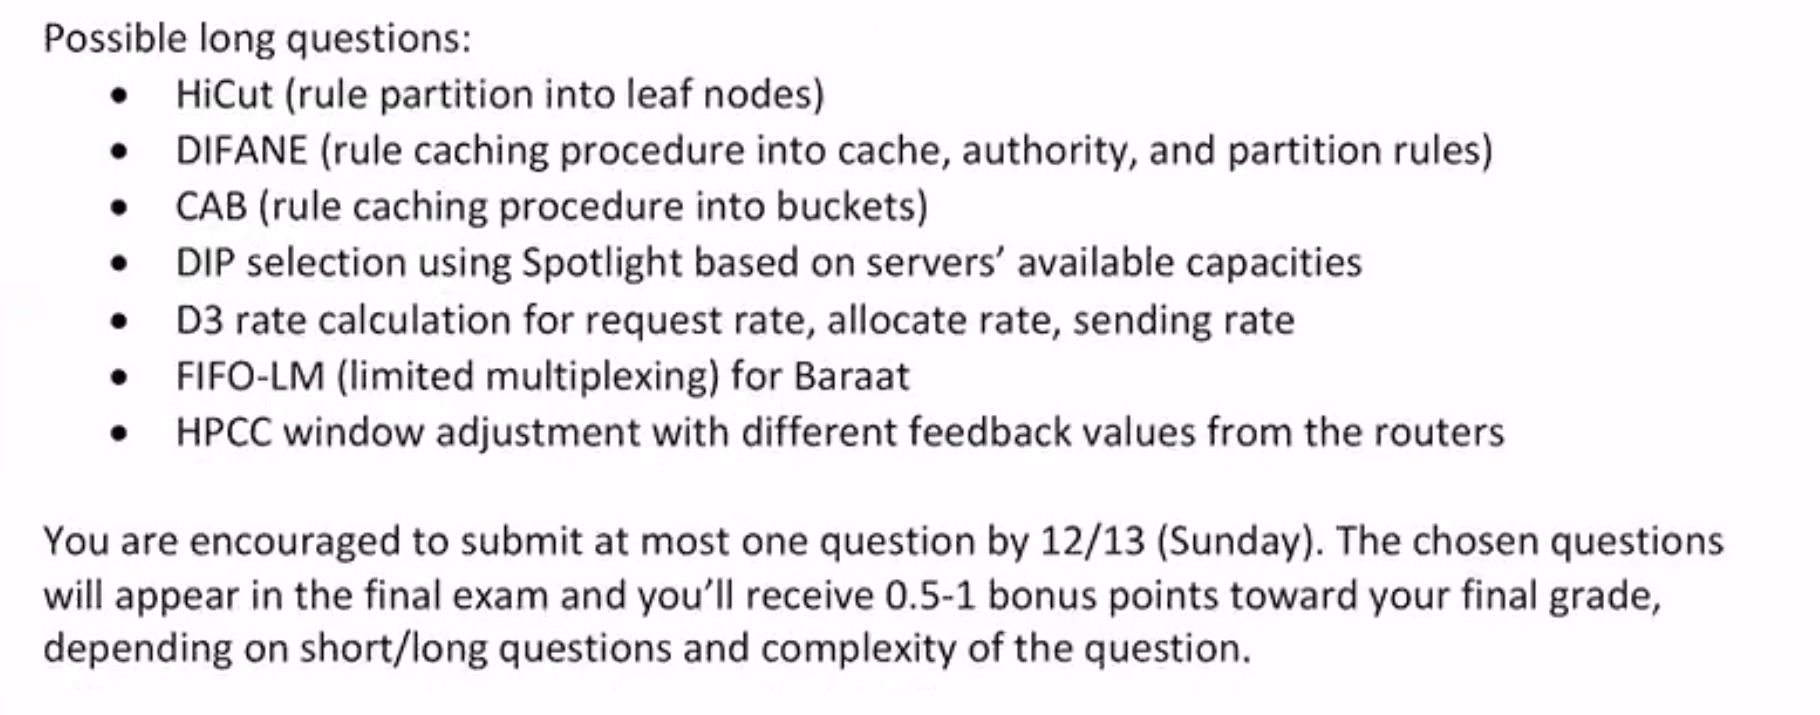 Possible long questions:
• HiCut (rule partition into leaf nodes)
• DIFANE (rule caching procedure into cache, authority, and partition rules)
• CAB (rule caching procedure into buckets)
• DIP selection using Spotlight based on servers’ available capacities
• D3 rate calculation for request rate, allocate rate, sending rate
• FIFO-LM (limited multiplexing) for Baraat
• HPCC window adjustment with different feedback values from the routers
You are encouraged to submit at most one question by 12/13 (Sunday). The chosen questions
will appear in the final exam and you’ll receive 0.5-1 bonus points toward your final grade,
depending on short/long questions and complexity of the question.